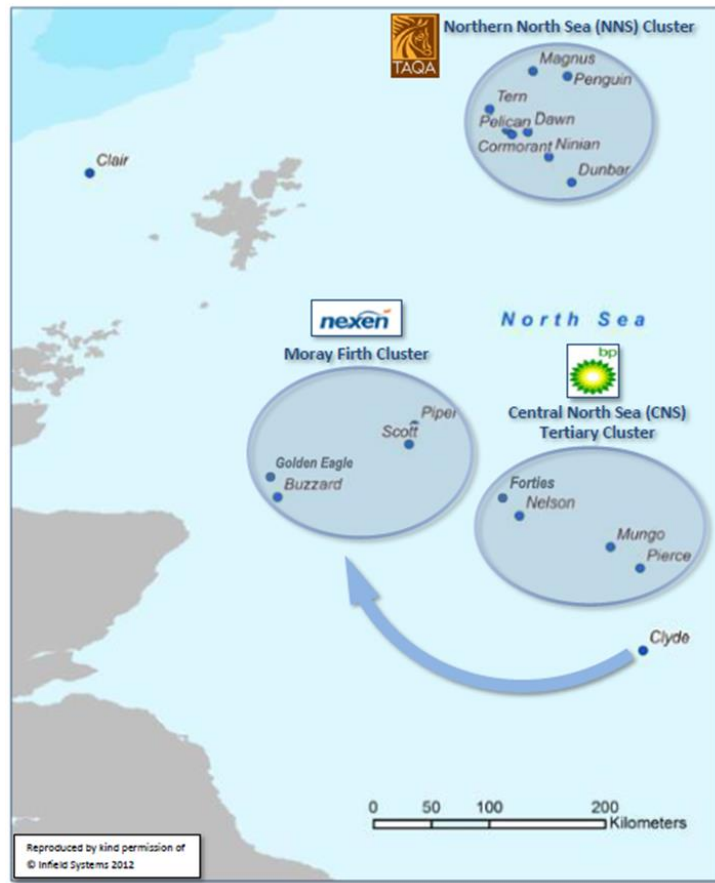 Northern North Sea (NNS) Cluster
TAQA
Magnus
Penguin
Tern
Pelican Dawn
Cormorant Ninian
Dunbar
Clair
nexen
North Sea
Moray Firth Cluster
bp
Central North Sea (CNS)
Tertiary Cluster
Piper
Scott
Golden Eagle
Buzzard
Forties
Nelson
Mungo
Pierce
Clyde
0 50 100 200
Kilometers
Reproduced by kind permission of
© Infield Systems 2012